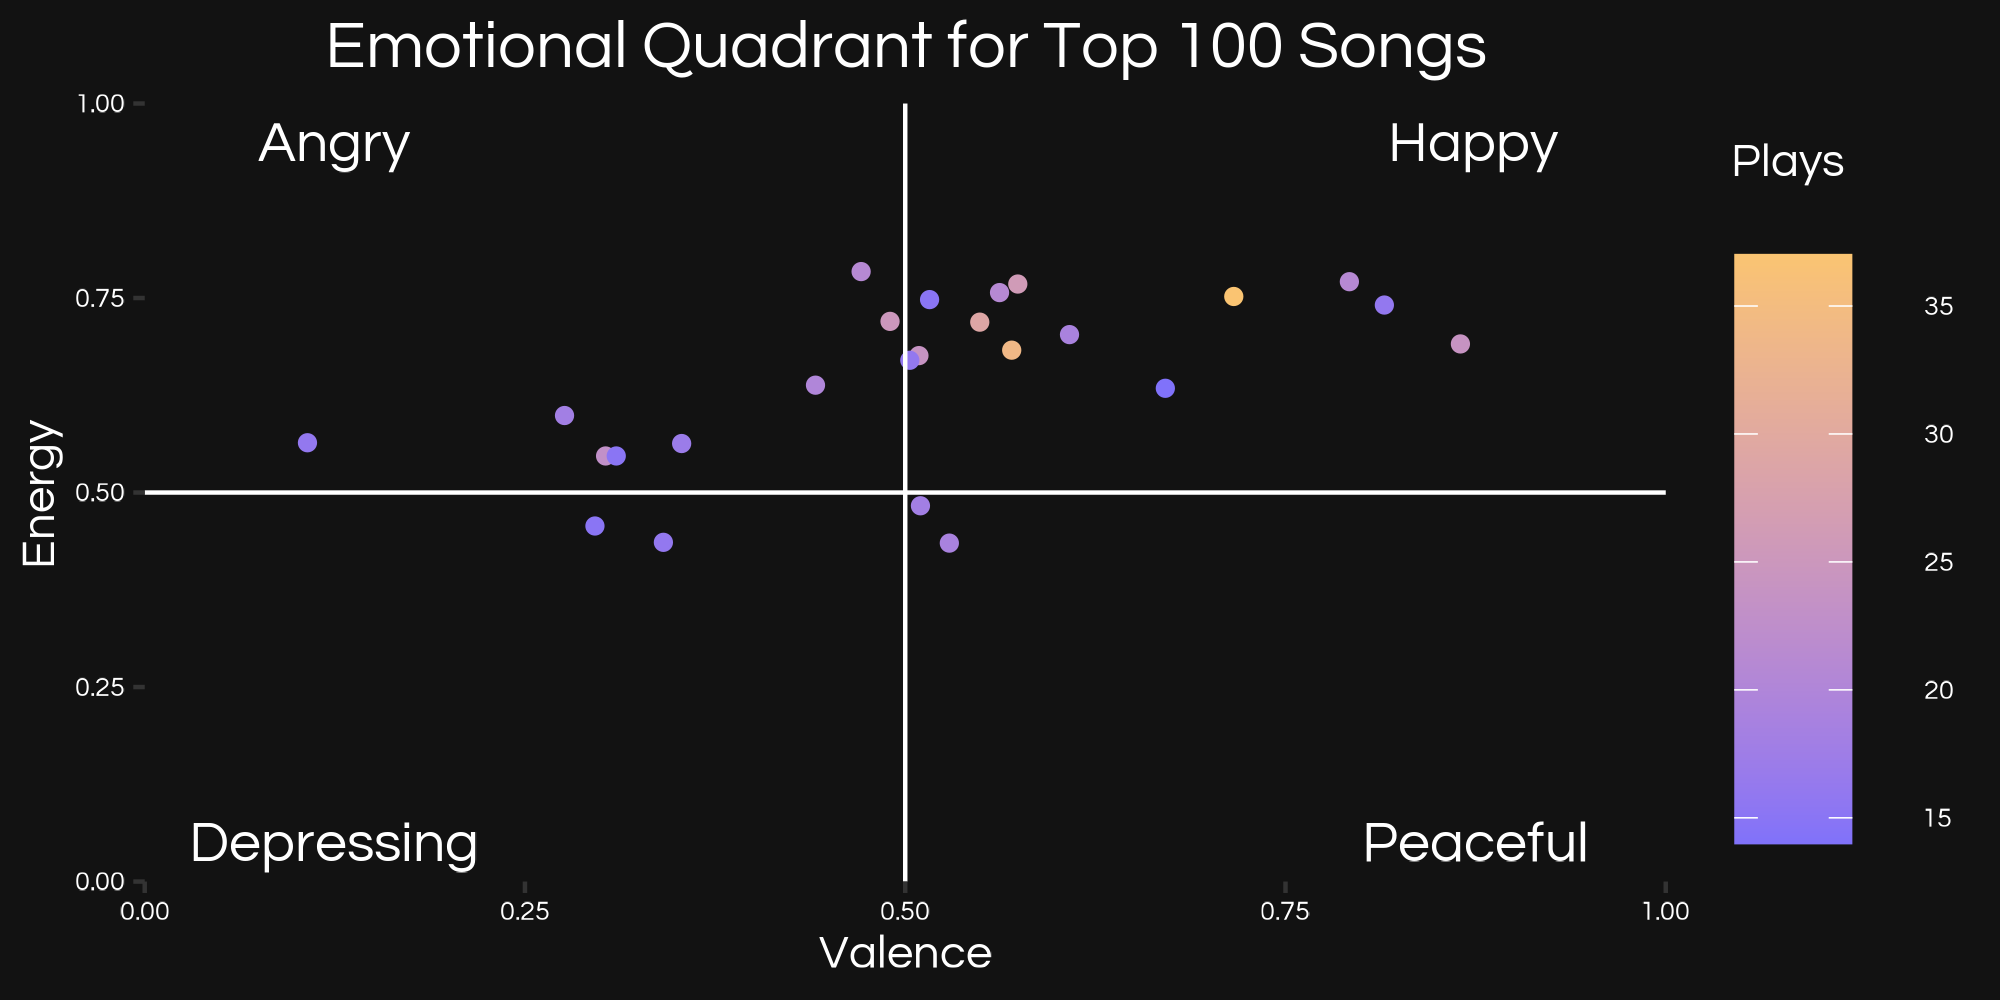 Emotional Quadrant for Top 100 Songs
1.00
Angry
Happy
Plays
0.75
35
30
Energy
0.50
25
0.25
20
15
Depressing
Peaceful
0.00
0.00 0.25 0.50 0.75 1.00
Valence